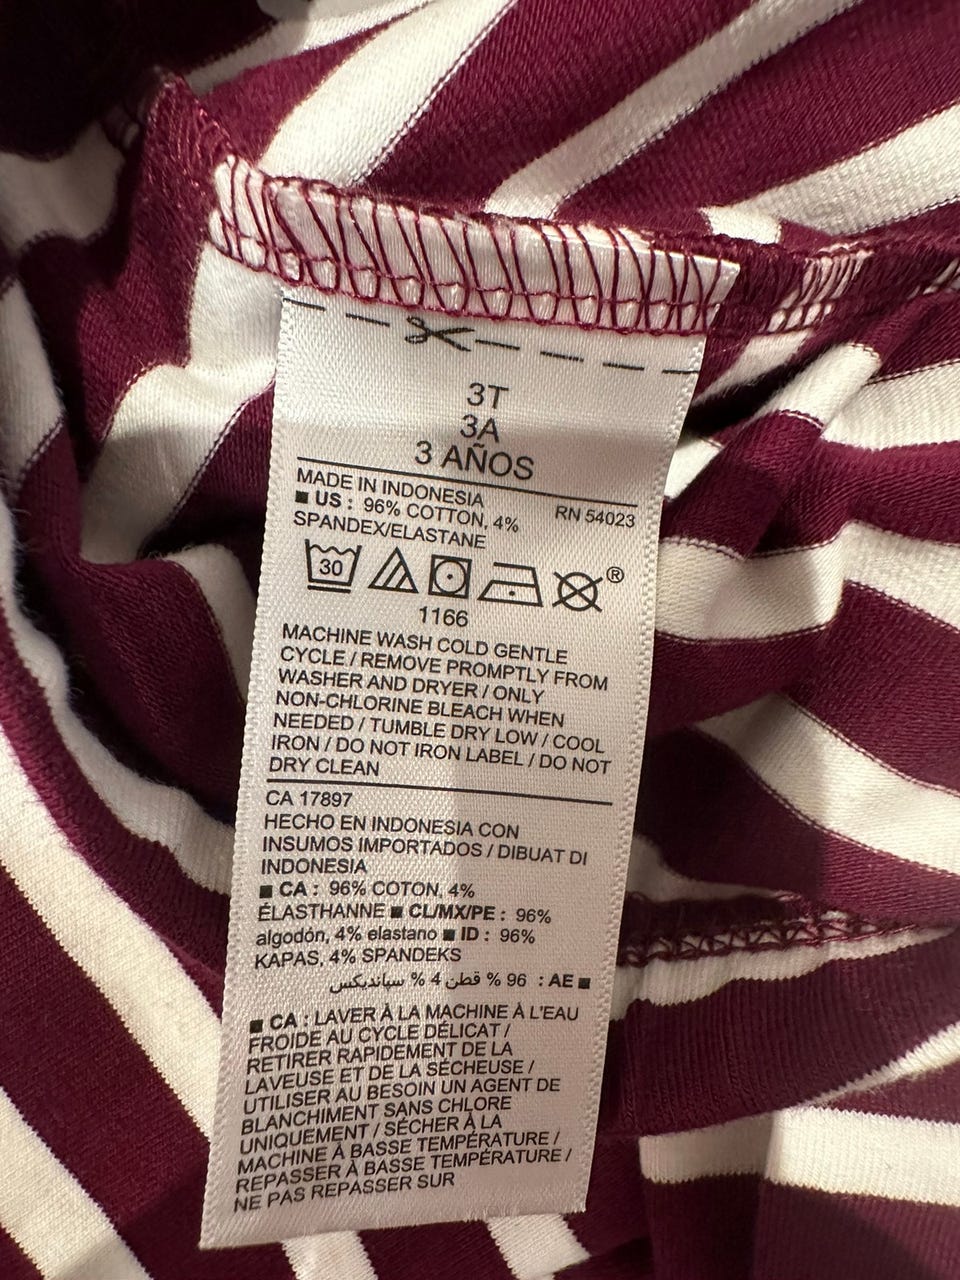 3T
3A
3 AÑOS
MADE IN INDONESIA
RN 54023
■ US : 96% COTTON, 4%
SPANDEX/ELASTANE
30
®
1166
MACHINE WASH COLD GENTLE
CYCLE / REMOVE PROMPTLY FROM
WASHER AND DRYER / ONLY
NON-CHLORINE BLEACH WHEN
NEEDED / TUMBLE DRY LOW / COOL
IRON / DO NOT IRON LABEL / DO NOT
DRY CLEAN
CA 17897
HECHO EN INDONESIA CON
INSUMOS IMPORTADOS / DIBUAT DI
INDONESIA
■ CA : 96% COTON, 4%
ÉLASTHANNE ■ CL/MX/PE : 96%
algodón, 4% elastano ■ ID : 96%
KAPAS, 4% SPANDEKS
■ AE : 96 % قطن 4 % سپاندیکس
■ CA : LAVER À LA MACHINE À L'EAU
FROIDE AU CYCLE DÉLICAT /
RETIRER RAPIDEMENT DE LA
LAVEUSE ET DE LA SÉCHEUSE /
UTILISER AU BESOIN UN AGENT DE
BLANCHIMENT SANS CHLORE
UNIQUEMENT / SÉCHER À LA
MACHINE À BASSE TEMPÉRATURE /
REPASSER À BASSE TEMPÉRATURE /
NE PAS REPASSER SUR